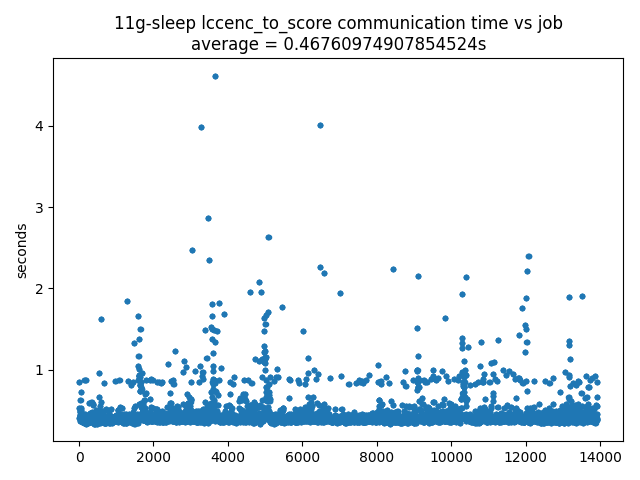 11g-sleep lccenc_to_score communication time vs job
average = 0.46760974907854524s
seconds
4
3
2
1
0 2000 4000 6000 8000 10000 12000 14000